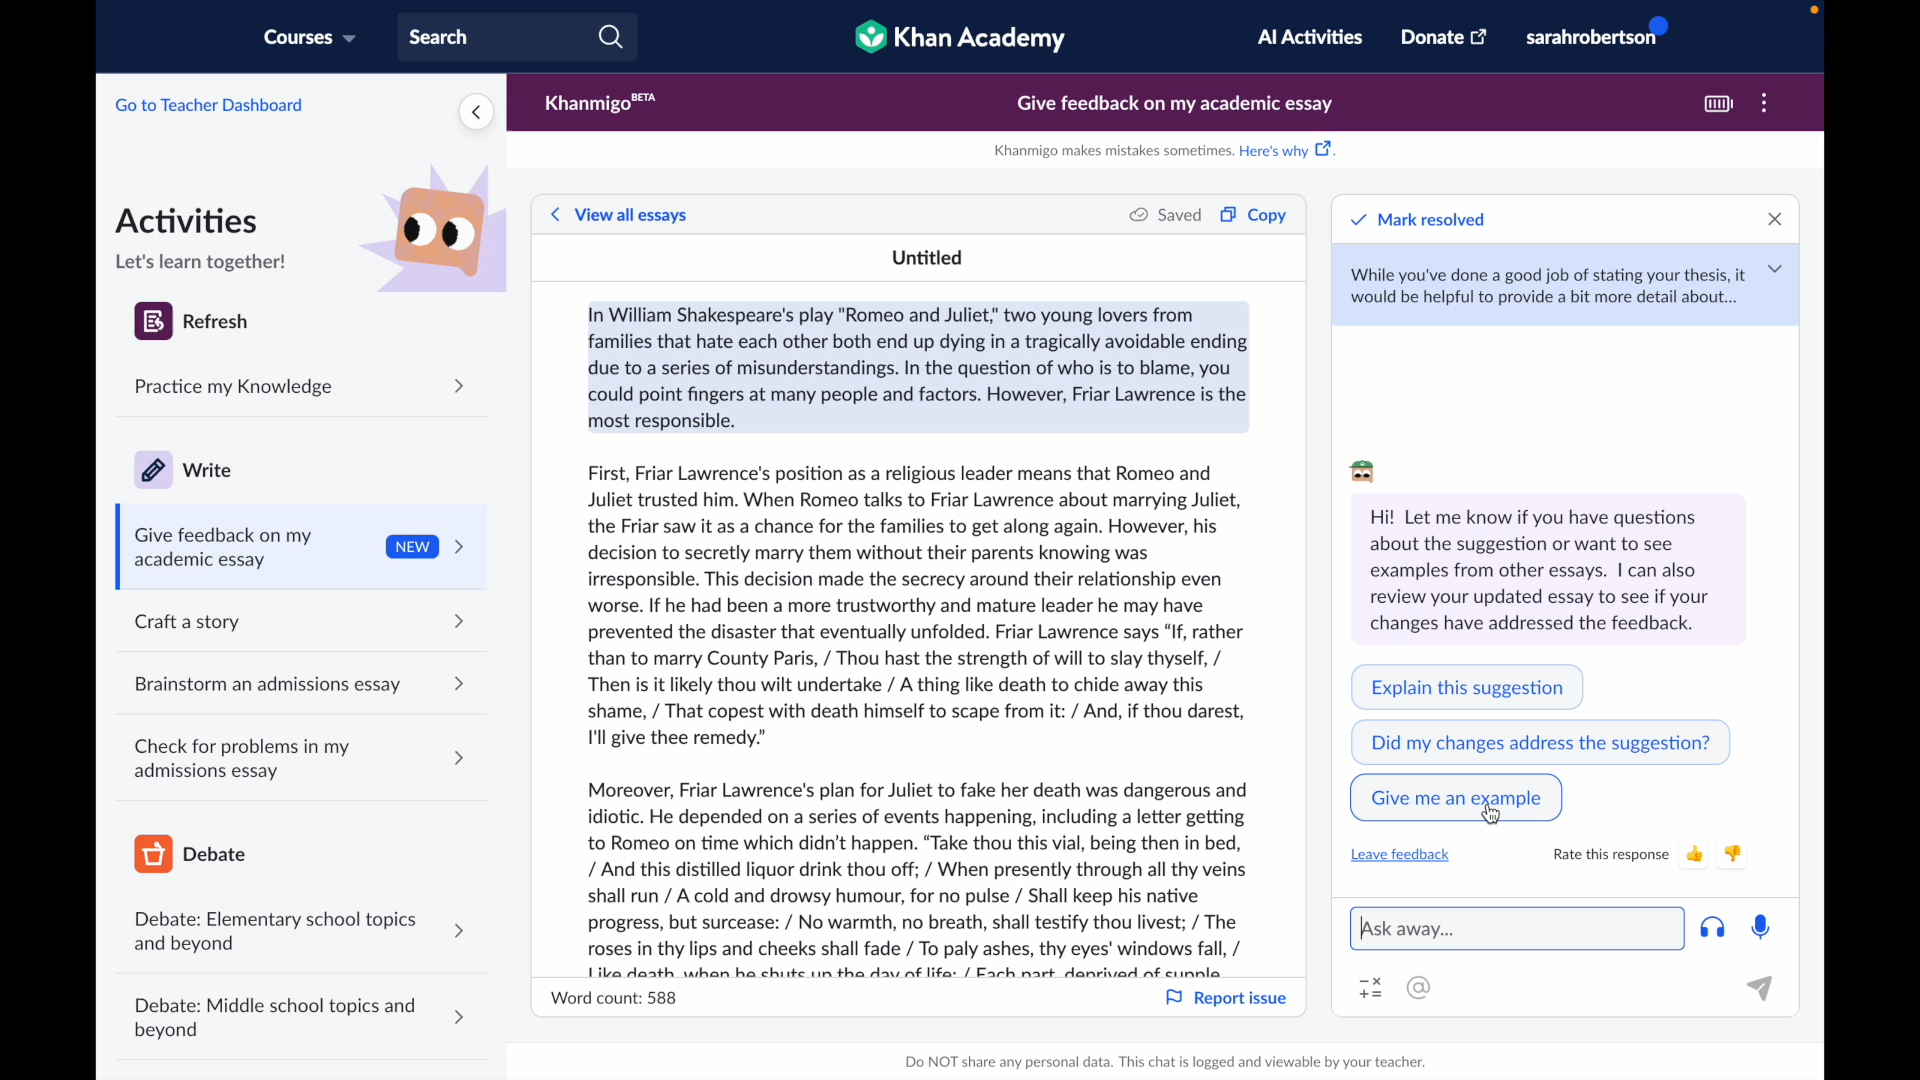 Courses
Search
Khan Academy
AI Activities
Donate
sarahrobertson
Go to Teacher Dashboard
Activities
Let's learn together!
Refresh
Practice my Knowledge
Write
Give feedback on my
academic essay
NEW
Craft a story
Brainstorm an admissions essay
Check for problems in my
admissions essay
Debate
Debate: Elementary school topics
and beyond
Debate: Middle school topics and
beyond
Khanmigo BETA
Give feedback on my academic essay
Khanmigo makes mistakes sometimes. Here's why .
View all essays
Saved
Copy
Untitled
In William Shakespeare's play "Romeo and Juliet," two young lovers from
families that hate each other both end up dying in a tragically avoidable ending
due to a series of misunderstandings. In the question of who is to blame, you
could point fingers at many people and factors. However, Friar Lawrence is the
most responsible.
First, Friar Lawrence's position as a religious leader means that Romeo and
Juliet trusted him. When Romeo talks to Friar Lawrence about marrying Juliet,
the Friar saw it as a chance for the families to get along again. However, his
decision to secretly marry them without their parents knowing was
irresponsible. This decision made the secrecy around their relationship even
worse. If he had been a more trustworthy and mature leader he may have
prevented the disaster that eventually unfolded. Friar Lawrence says “If, rather
than to marry County Paris, / Thou hast the strength of will to slay thyself, /
Then is it likely thou wilt undertake / A thing like death to chide away this
shame, / That copest with death himself to scape from it: / And, if thou darest,
I'll give thee remedy.”
Moreover, Friar Lawrence's plan for Juliet to fake her death was dangerous and
idiotic. He depended on a series of events happening, including a letter getting
to Romeo on time which didn’t happen. “Take thou this vial, being then in bed,
/ And this distilled liquor drink thou off; / When presently through all thy veins
shall run / A cold and drowsy humour, for no pulse / Shall keep his native
progress, but surcease: / No warmth, no breath, shall testify thou livest; / The
roses in thy lips and cheeks shall fade / To paly ashes, thy eyes' windows fall, /
Like death, when he shuts up the day of life; / Each part, deprived of supple
Word count: 588
Report issue
Mark resolved
While you've done a good job of stating your thesis, it
would be helpful to provide a bit more detail about...
Hi! Let me know if you have questions
about the suggestion or want to see
examples from other essays. I can also
review your updated essay to see if your
changes have addressed the feedback.
Explain this suggestion
Did my changes address the suggestion?
Give me an example
Leave feedback
Rate this response
Ask away...
Do NOT share any personal data. This chat is logged and viewable by your teacher.